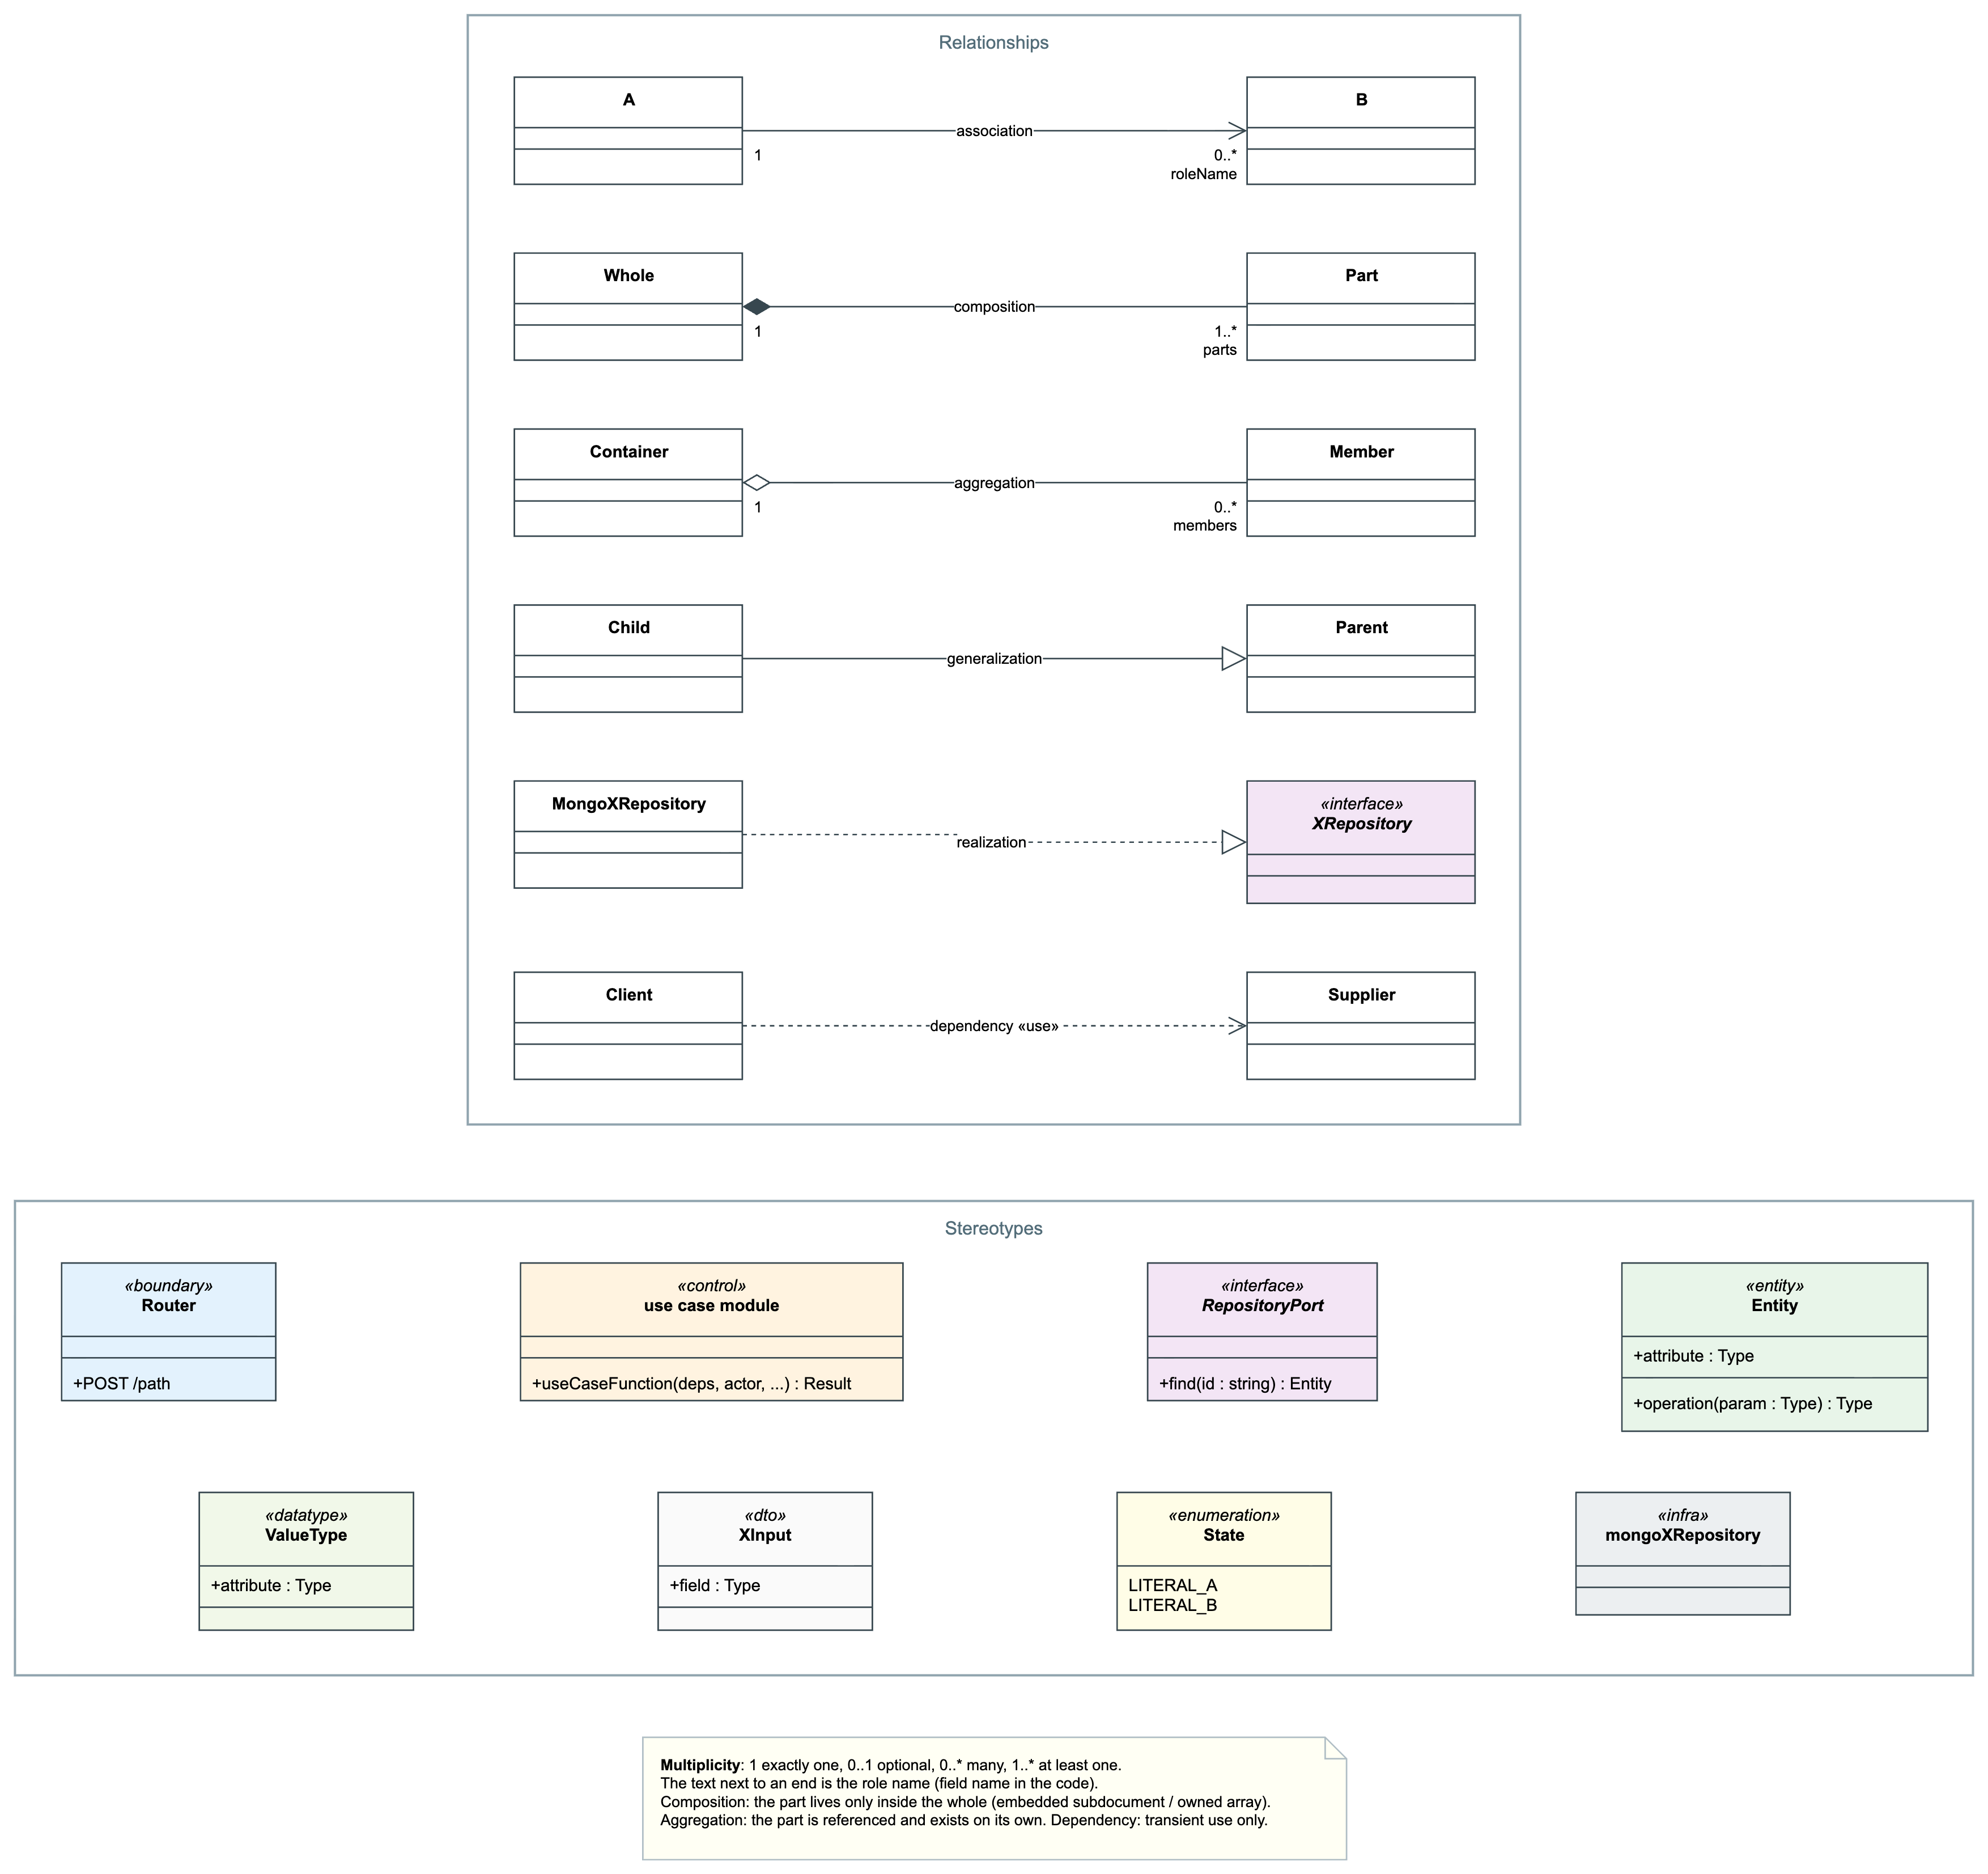 Relationships
A
B
association
1
0..*
roleName
Whole
Part
composition
1
1..*
parts
Container
Member
aggregation
1
0..*
members
Child
Parent
generalization
MongoXRepository
«interface»
XRepository
realization
Client
Supplier
dependency «use»
Stereotypes
«boundary»
Router
+POST /path
«control»
use case module
+useCaseFunction(deps, actor, ...) : Result
«interface»
RepositoryPort
+find(id : string) : Entity
«entity»
Entity
+attribute : Type
+operation(param : Type) : Type
«datatype»
ValueType
+attribute : Type
«dto»
XInput
+field : Type
«enumeration»
State
LITERAL_A
LITERAL_B
«infra»
mongoXRepository
Multiplicity: 1 exactly one, 0..1 optional, 0..* many, 1..* at least one.
The text next to an end is the role name (field name in the code).
Composition: the part lives only inside the whole (embedded subdocument / owned array).
Aggregation: the part is referenced and exists on its own. Dependency: transient use only.